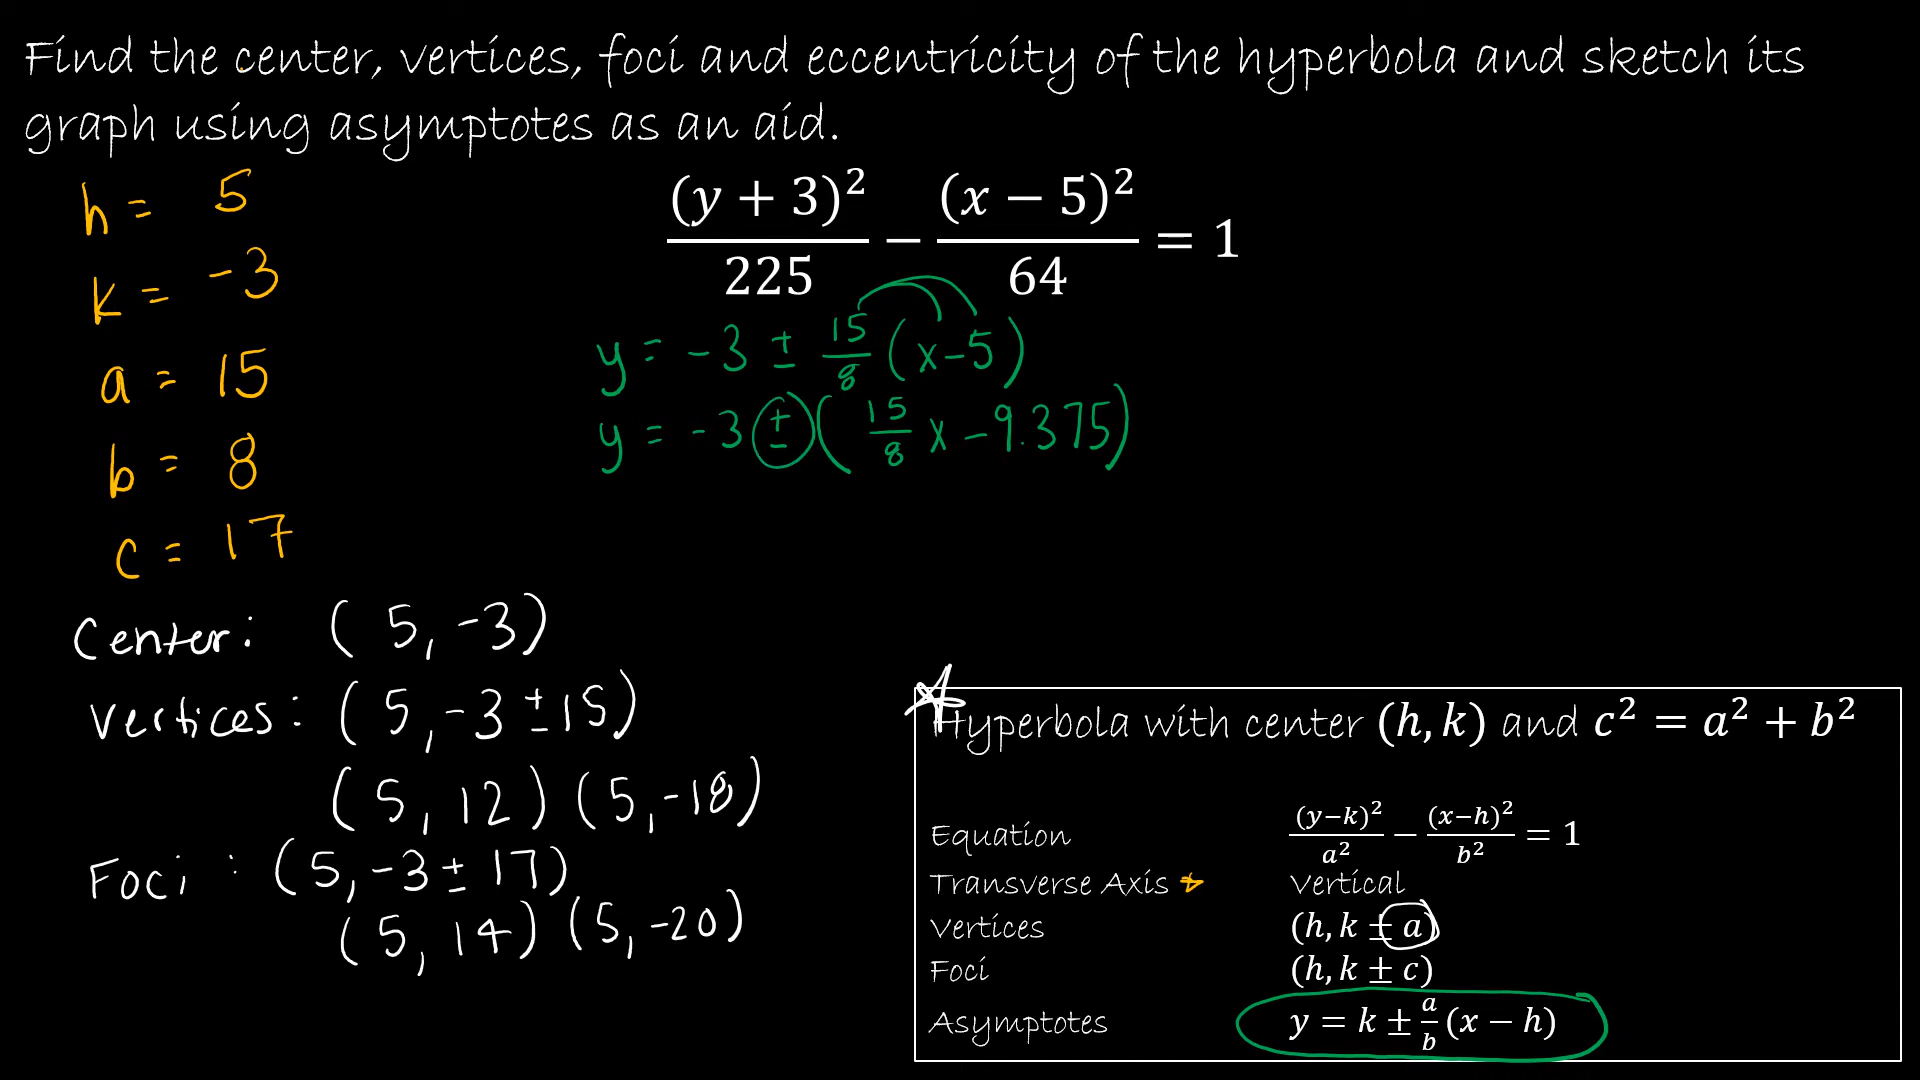 Find the center, vertices, foci and eccentricity of the hyperbola and sketch its
graph using asymptotes as an aid.
(y + 3)²/225 − (x − 5)²/64 = 1
h = 5
k = -3
a = 15
b = 8
c = 17
y = -3 ± 15/8 (x-5)
y = -3 ± (15/8 x - 9.375)
Center: (5, -3)
Vertices: (5, -3 ± 15)
(5, 12) (5, -18)
Foci : (5, -3 ± 17)
(5, 14) (5, -20)
Hyperbola with center (h, k) and c² = a² + b²
Equation (y−k)²/a² − (x−h)²/b² = 1
Transverse Axis Vertical
Vertices (h, k ± a)
Foci (h, k ± c)
Asymptotes y = k ± a/b (x − h)